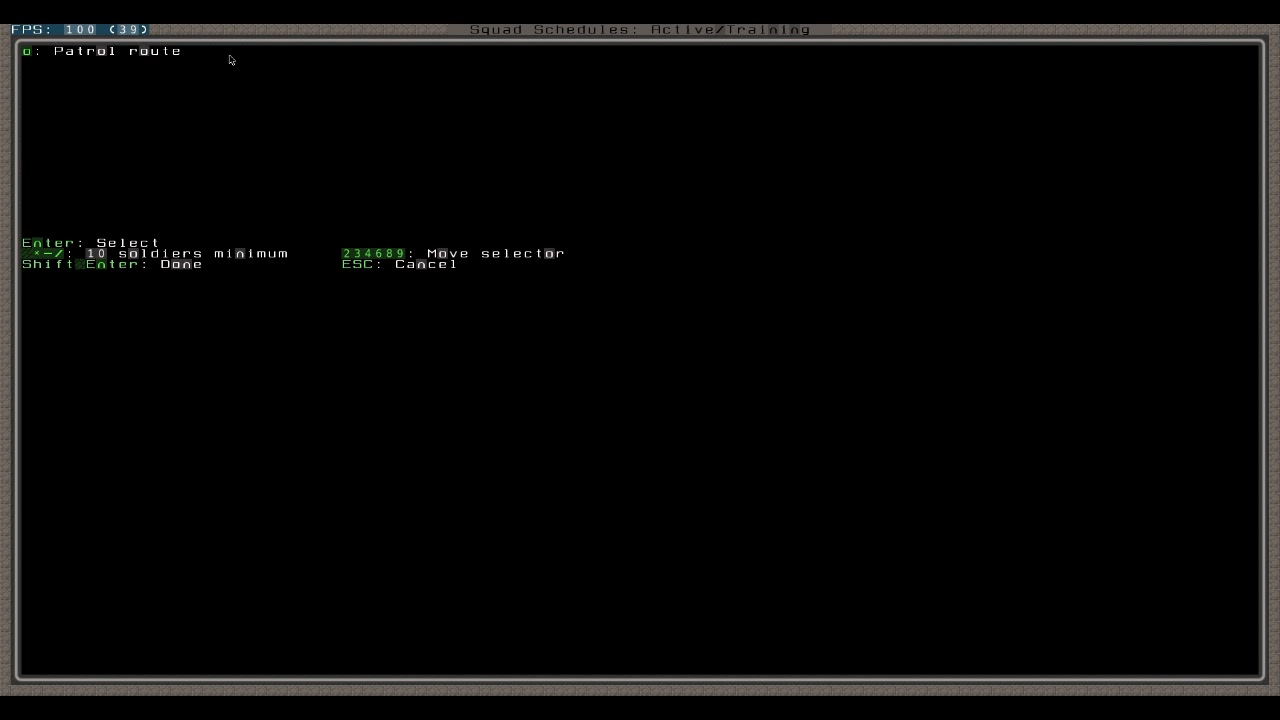 FPS: 100 (39)
Squad Schedules: Active/Training
o: Patrol route
Enter: Select
*-/: 10 soldiers minimum
234689: Move selector
Shift Enter: Done
ESC: Cancel